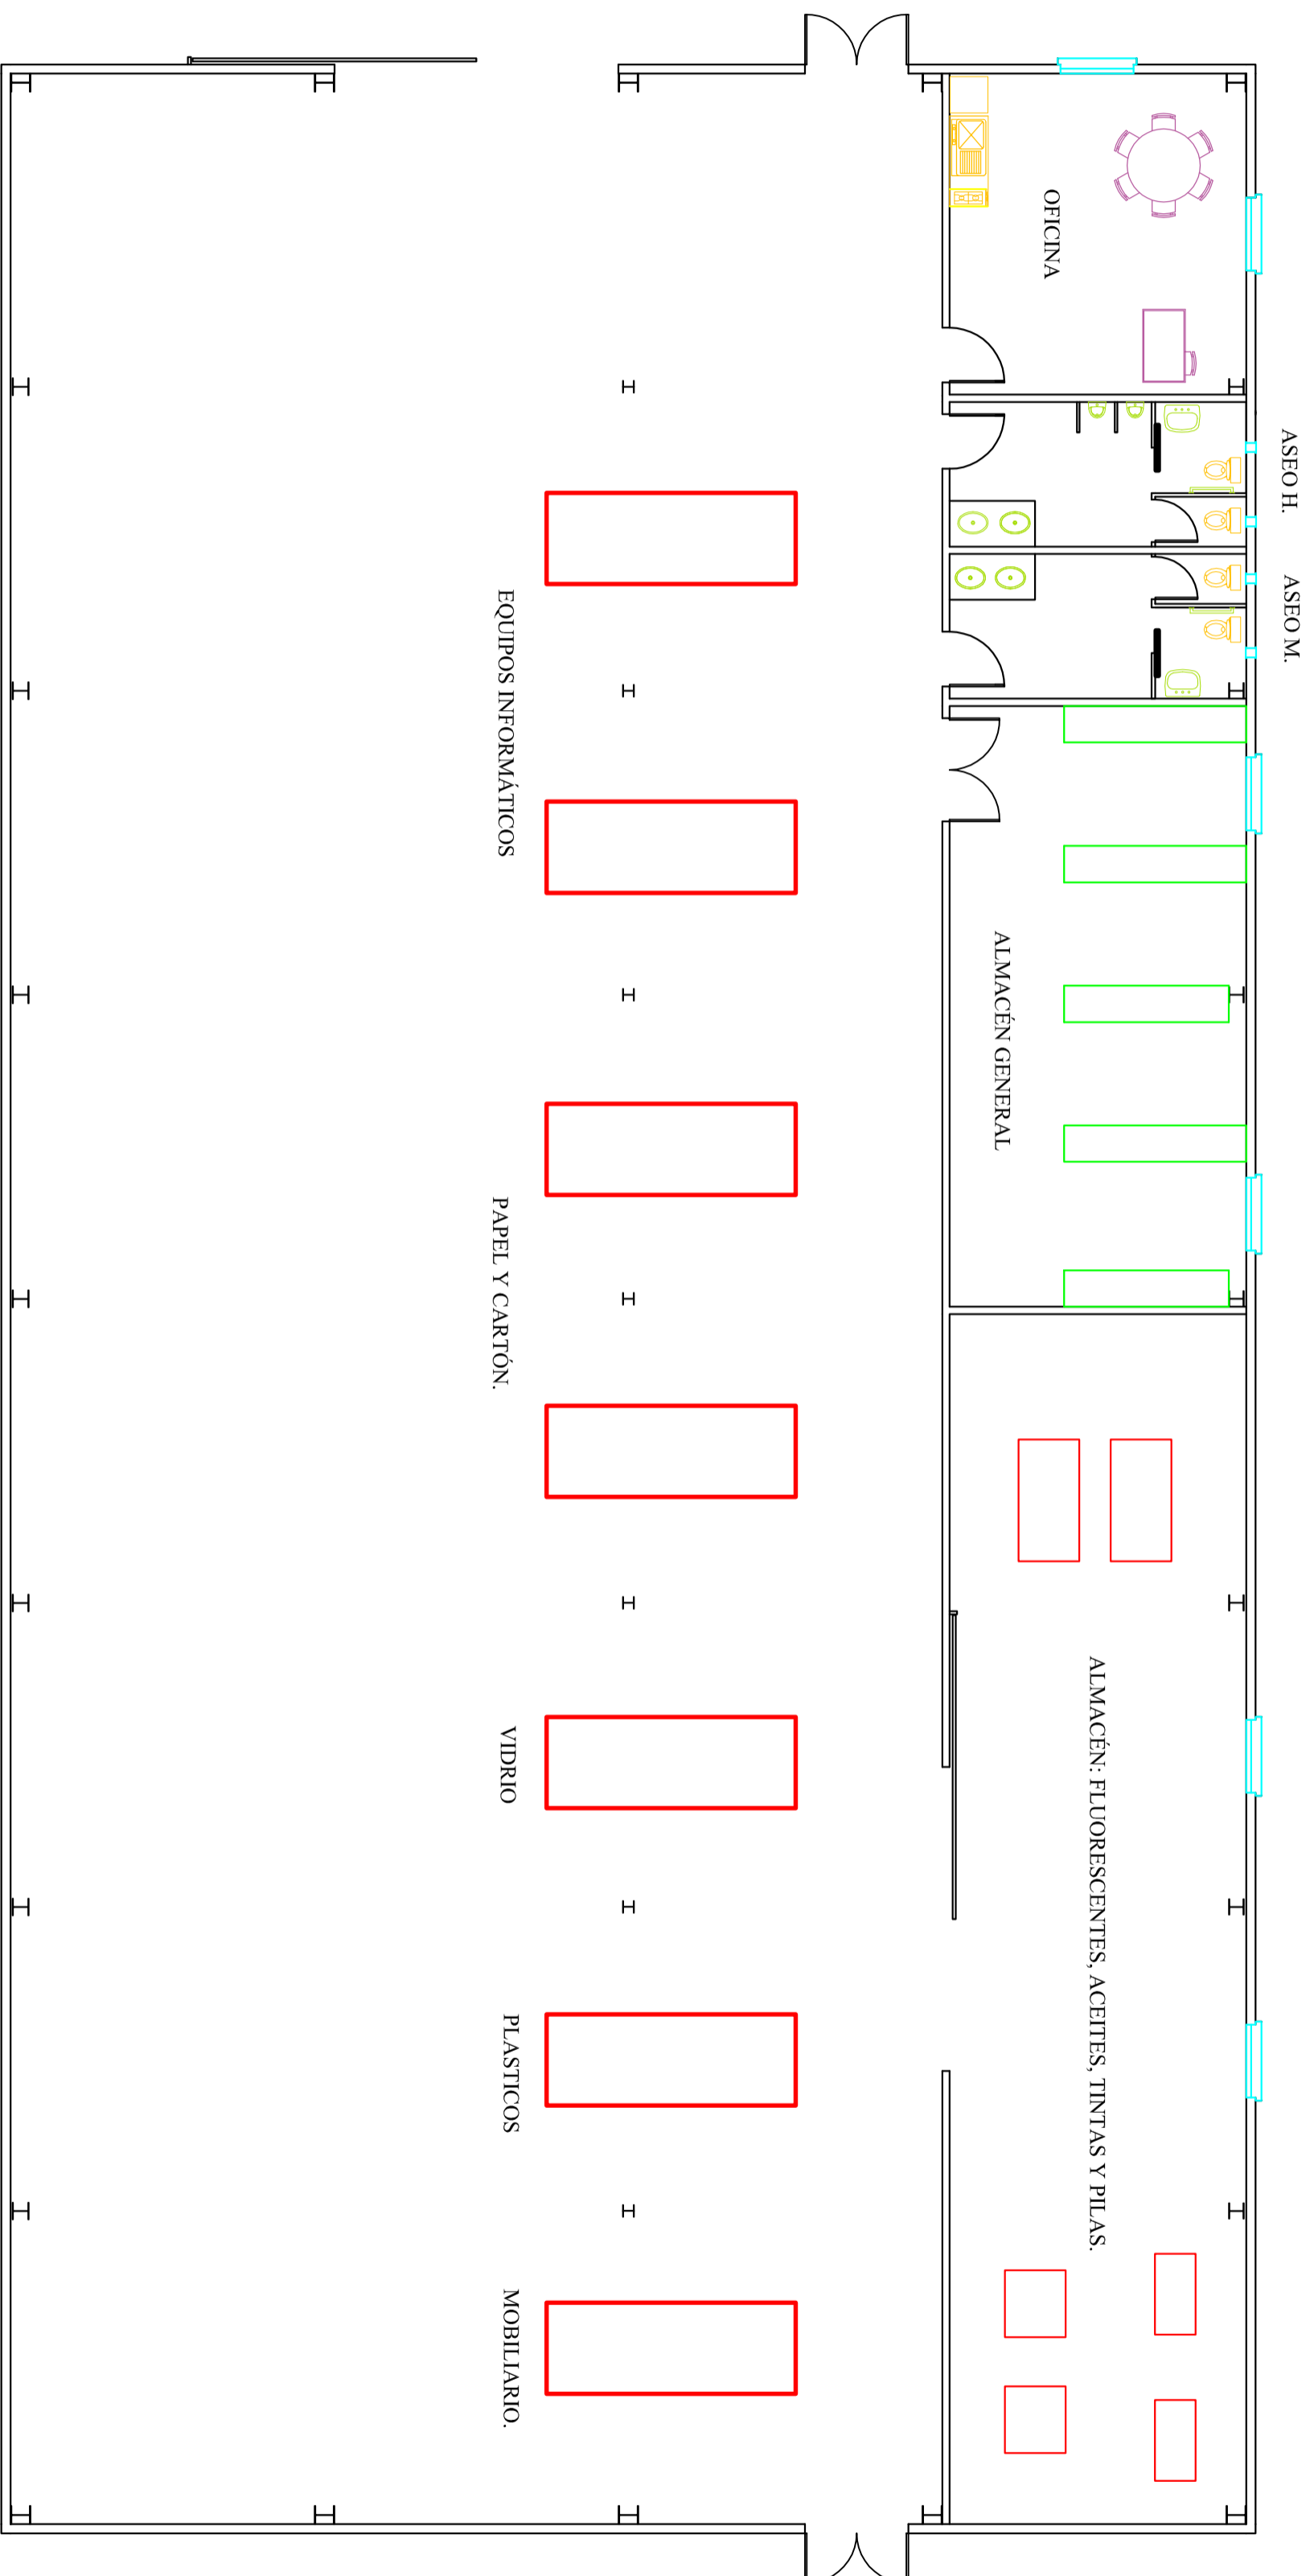 ASEO H.
ASEO M.
OFICINA
ALMACÉN GENERAL
ALMACÉN: FLUORESCENTES, ACEITES, TINTAS Y PILAS.
EQUIPOS INFORMÁTICOS
PAPEL Y CARTÓN.
VIDRIO
PLASTICOS
MOBILIARIO.